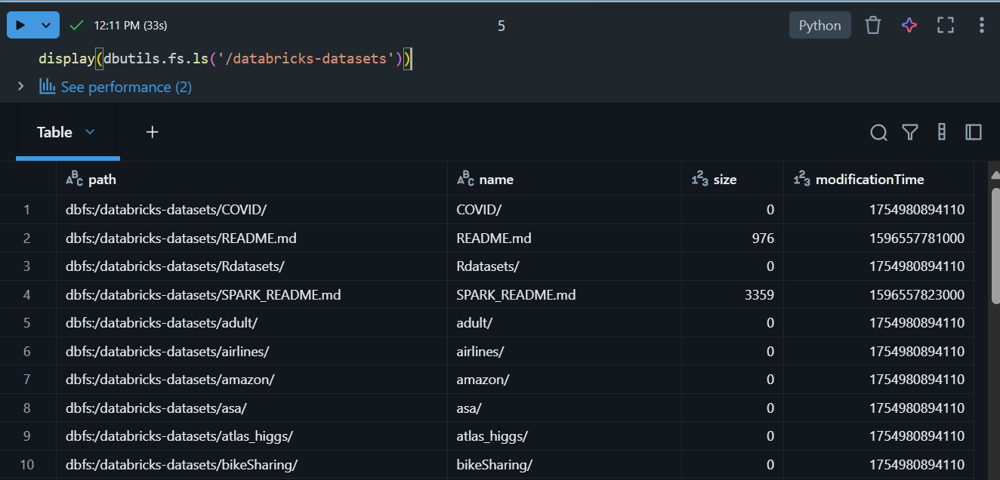 12:11 PM (33s) 5 Python
display(dbutils.fs.ls('/databricks-datasets'))
See performance (2)
Table
path name size modificationTime
1 dbfs:/databricks-datasets/COVID/ COVID/ 0 1754980894110
2 dbfs:/databricks-datasets/README.md README.md 976 1596557781000
3 dbfs:/databricks-datasets/Rdatasets/ Rdatasets/ 0 1754980894110
4 dbfs:/databricks-datasets/SPARK_README.md SPARK_README.md 3359 1596557823000
5 dbfs:/databricks-datasets/adult/ adult/ 0 1754980894110
6 dbfs:/databricks-datasets/airlines/ airlines/ 0 1754980894110
7 dbfs:/databricks-datasets/amazon/ amazon/ 0 1754980894110
8 dbfs:/databricks-datasets/asa/ asa/ 0 1754980894110
9 dbfs:/databricks-datasets/atlas_higgs/ atlas_higgs/ 0 1754980894110
10 dbfs:/databricks-datasets/bikeSharing/ bikeSharing/ 0 1754980894110